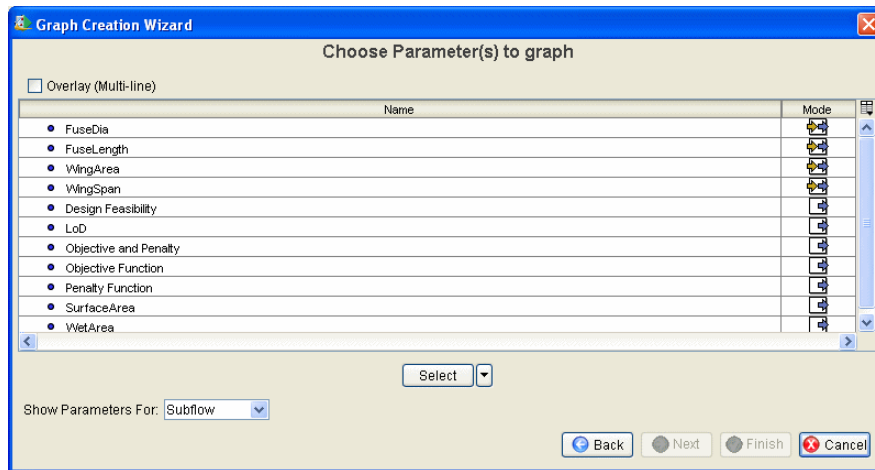 Graph Creation Wizard
Choose Parameter(s) to graph
Overlay (Multi-line)
Name Mode
FuseDia
FuseLength
WingArea
WingSpan
Design Feasibility
LoD
Objective and Penalty
Objective Function
Penalty Function
SurfaceArea
WetArea
Select
Show Parameters For: Subflow
Back Next Finish Cancel